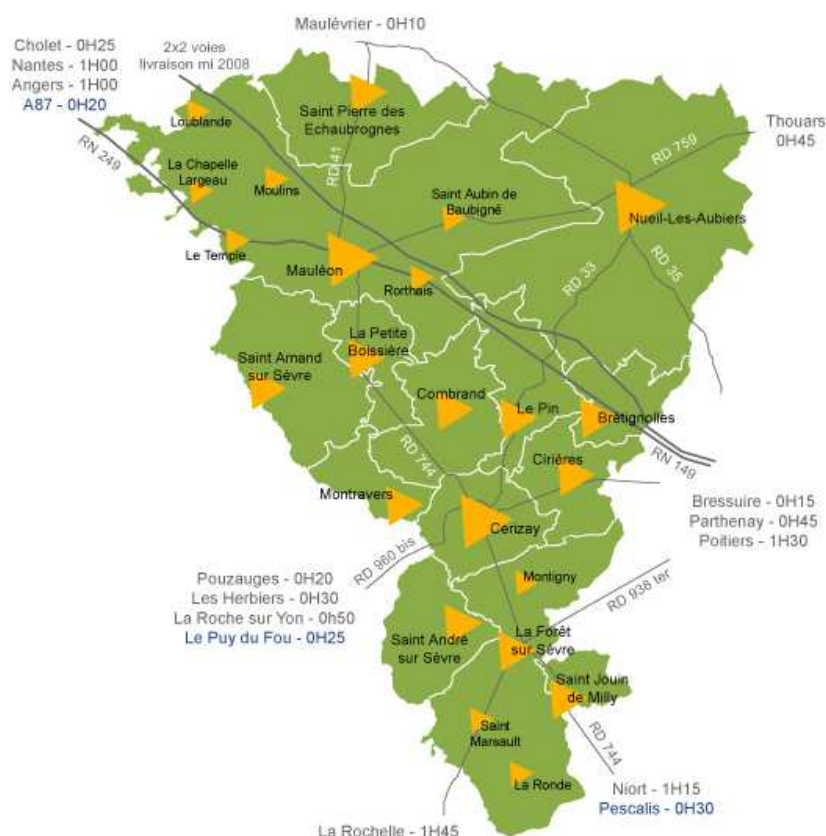 Maulévrier - 0H10
Cholet - 0H25
Nantes - 1H00
Angers - 1H00
A87 - 0H20
2x2 voies
livraison mi 2008
Loublande
Saint Pierre des
Echaubrognes
Thouars
0H45
RN 249
RD 41
RD 759
La Chapelle
Largeau
Moulins
Saint Aubin de
Baubigné
Nueil-Les-Aubiers
Le Temple
Mauléon
Rorthais
RD 33
RD 35
La Petite
Boissière
Saint Amand
sur Sèvre
Combrand
Le Pin
Brétignolles
RD 744
Cirières
RN 149
Montravers
Cerizay
Bressuire - 0H15
Parthenay - 0H45
Poitiers - 1H30
RD 960 bis
Pouzauges - 0H20
Les Herbiers - 0H30
La Roche sur Yon - 0h50
Le Puy du Fou - 0H25
Montigny
RD 938 ter
Saint André
sur Sèvre
La Forêt
sur Sèvre
Saint Jouin
de Milly
Saint
Marsault
RD 744
La Ronde
Niort - 1H15
Pescalis - 0H30
La Rochelle - 1H45